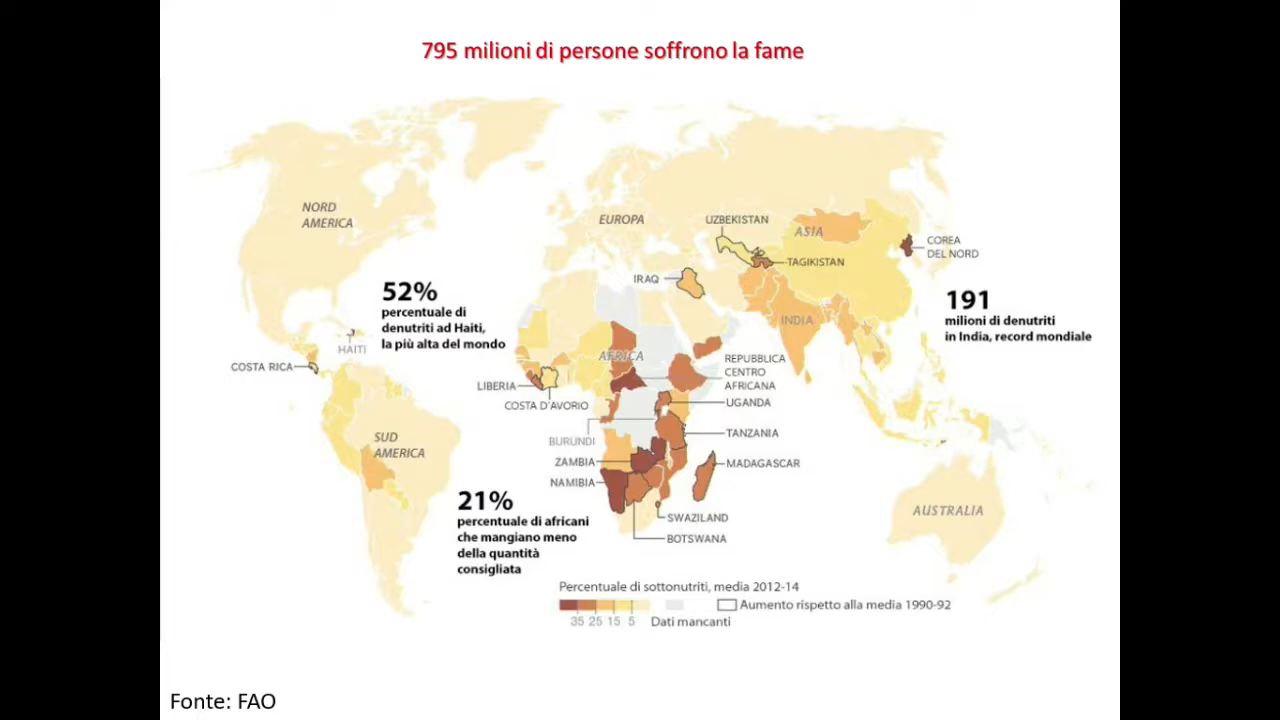 795 milioni di persone soffrono la fame
NORD
AMERICA
EUROPA
UZBEKISTAN
ASIA
COREA
DEL NORD
TAGIKISTAN
IRAQ
52%
percentuale di
denutriti ad Haiti,
la più alta del mondo
191
milioni di denutriti
in India, record mondiale
INDIA
HAITI
COSTA RICA
AFRICA
REPUBBLICA
CENTRO
AFRICANA
LIBERIA
COSTA D'AVORIO
UGANDA
BURUNDI
TANZANIA
SUD
AMERICA
ZAMBIA
MADAGASCAR
NAMIBIA
21%
percentuale di africani
che mangiano meno
della quantità
consigliata
SWAZILAND
BOTSWANA
AUSTRALIA
Percentuale di sottonutriti, media 2012-14
Aumento rispetto alla media 1990-92
35 25 15 5
Dati mancanti
Fonte: FAO